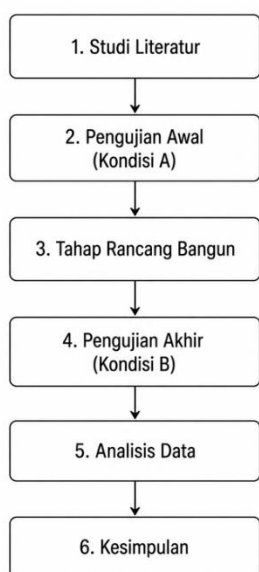 1. Studi Literatur
2. Pengujian Awal
(Kondisi A)
3. Tahap Rancang Bangun
4. Pengujian Akhir
(Kondisi B)
5. Analisis Data
6. Kesimpulan